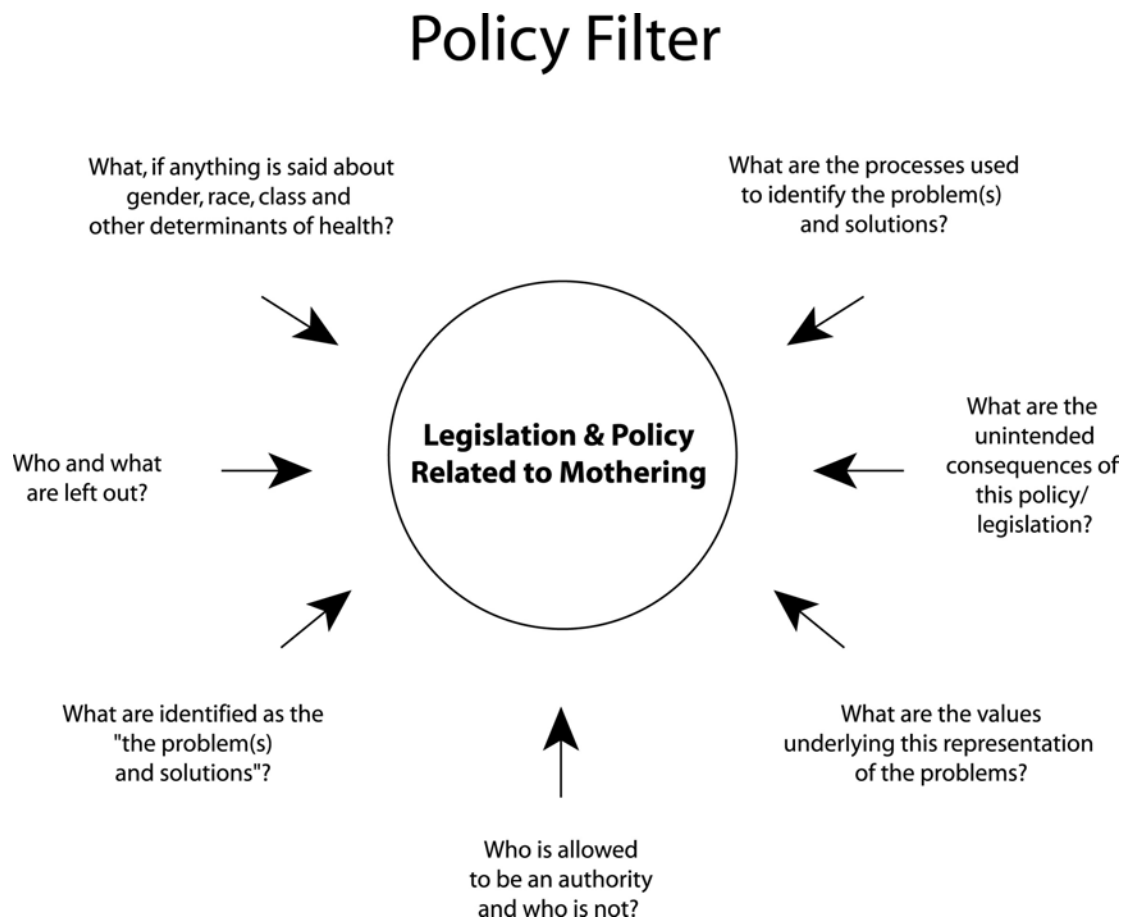 Policy Filter
What, if anything is said about
gender, race, class and
other determinants of health?
What are the processes used
to identify the problem(s)
and solutions?
Who and what
are left out?
Legislation & Policy
Related to Mothering
What are the
unintended
consequences of
this policy/
legislation?
What are identified as the
"the problem(s)
and solutions"?
What are the values
underlying this representation
of the problems?
Who is allowed
to be an authority
and who is not?